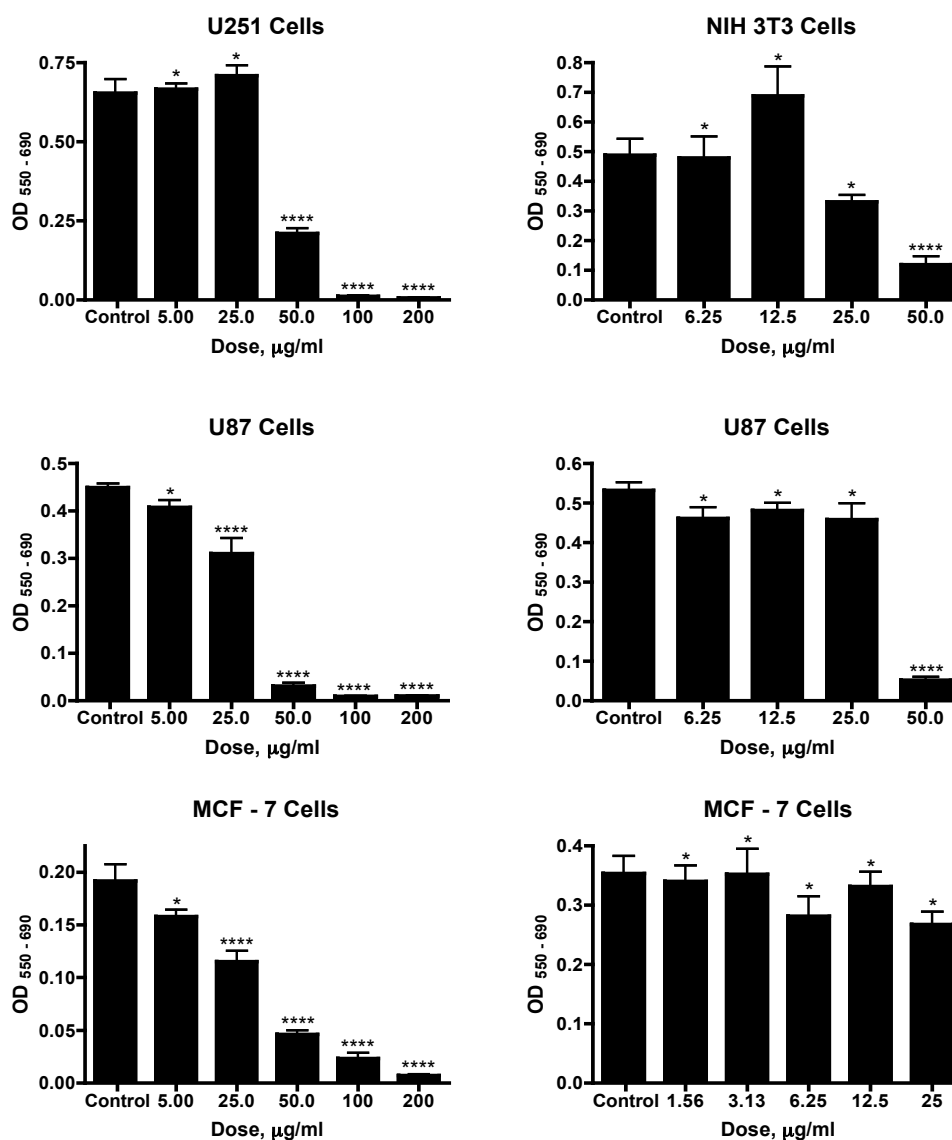 U251 Cells
0.75
0.50
0.25
0.00
OD 550 - 690
*
*
****
****
****
Control 5.00 25.0 50.0 100 200
Dose, μg/ml
NIH 3T3 Cells
0.8
0.7
0.6
0.5
0.4
0.3
0.2
0.1
0.0
OD 550 - 690
*
*
*
****
Control 6.25 12.5 25.0 50.0
Dose, μg/ml
U87 Cells
0.5
0.4
0.3
0.2
0.1
0.0
OD 550 - 690
*
****
****
****
****
Control 5.00 25.0 50.0 100 200
Dose, μg/ml
U87 Cells
0.6
0.5
0.4
0.3
0.2
0.1
0.0
OD 550 - 690
*
*
*
****
Control 6.25 12.5 25.0 50.0
Dose, μg/ml
MCF - 7 Cells
0.20
0.15
0.10
0.05
0.00
OD 550 - 690
*
****
****
****
****
Control 5.00 25.0 50.0 100 200
Dose, μg/ml
MCF - 7 Cells
0.4
0.3
0.2
0.1
0.0
OD 550 - 690
*
*
*
*
*
Control 1.56 3.13 6.25 12.5 25
Dose, μg/ml